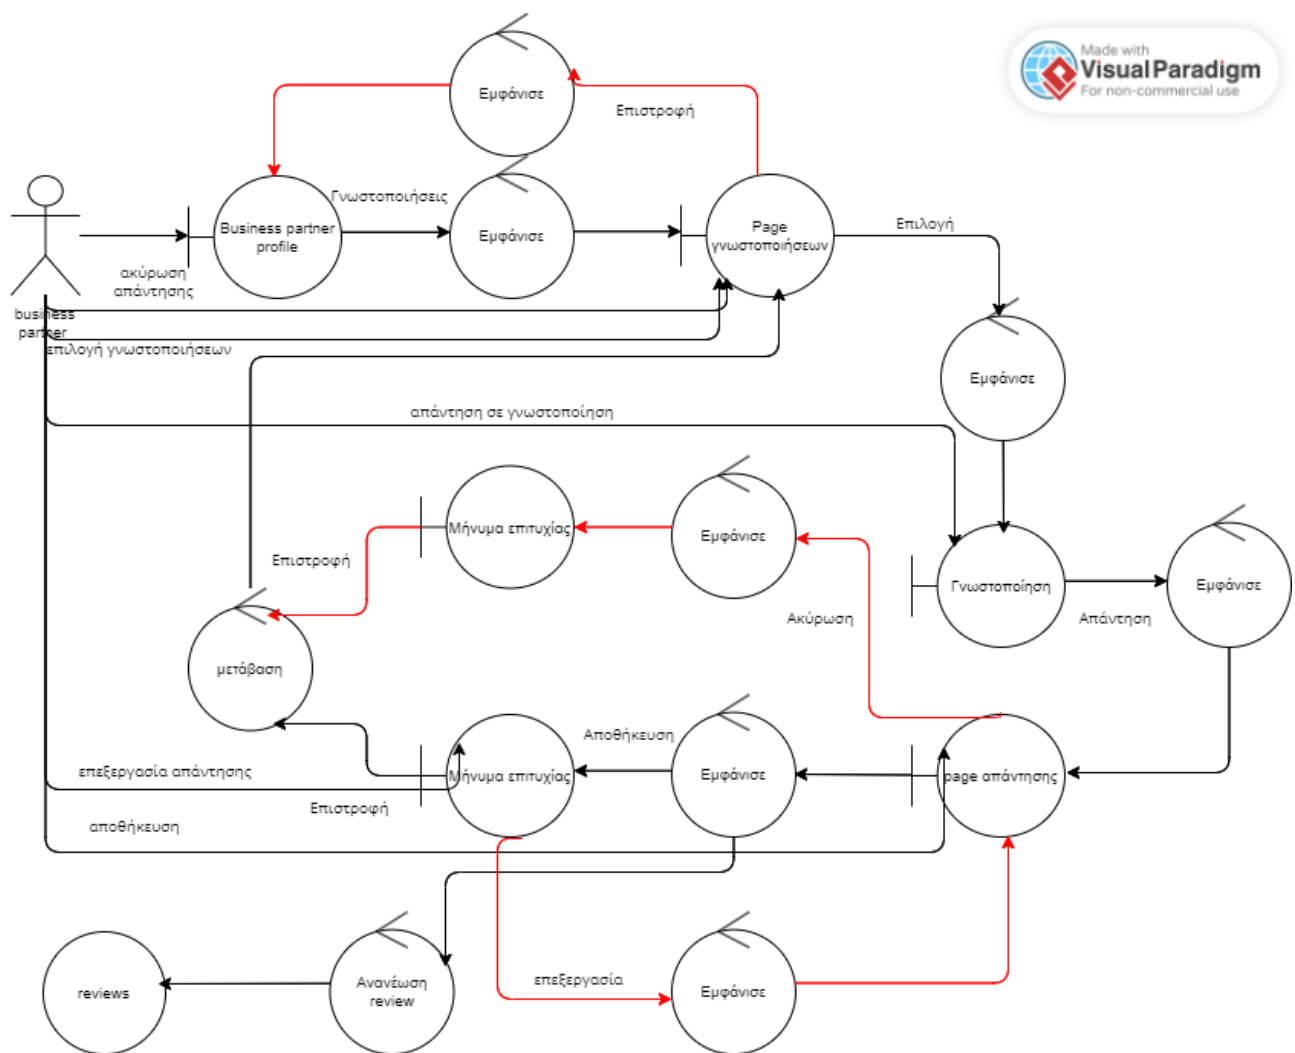 Made with
Visual Paradigm
For non-commercial use
Εμφάνισε
Επιστροφή
Γνωστοποιήσεις
Business partner
profile
Εμφάνισε
Page
γνωστοποιήσεων
Επιλογή
ακύρωση
απάντησης
business
partner
επιλογή γνωστοποιήσεων
Εμφάνισε
απάντηση σε γνωστοποίηση
Μήνυμα επιτυχίας
Εμφάνισε
Επιστροφή
Γνωστοποίηση
Εμφάνισε
Ακύρωση
Απάντηση
μετάβαση
Αποθήκευση
επεξεργασία απάντησης
Μήνυμα επιτυχίας
Εμφάνισε
page απάντησης
Επιστροφή
αποθήκευση
reviews
Ανανέωση
review
επεξεργασία
Εμφάνισε